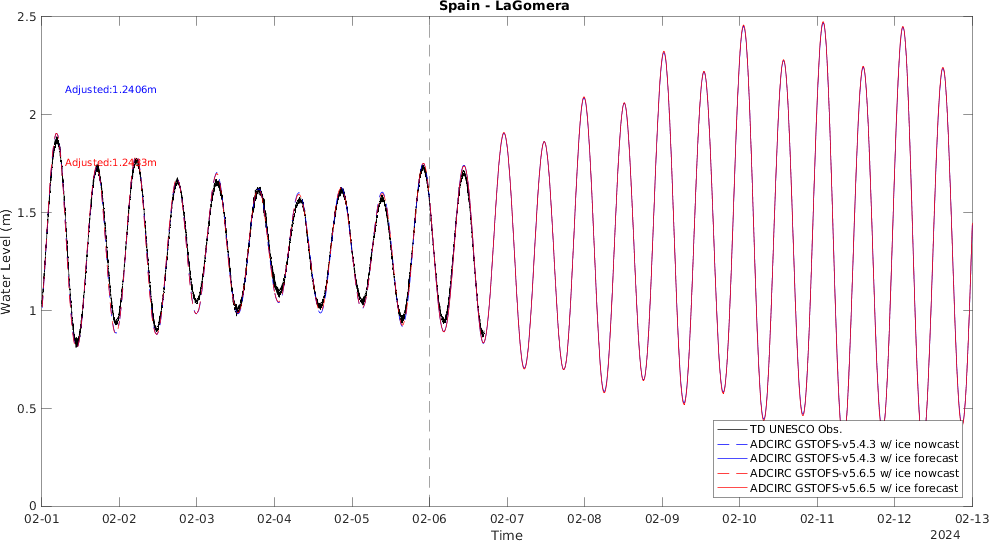 Spain - LaGomera
2.5
2
1.5
1
0.5
0
Water Level (m)
Adjusted:1.2406m
TD UNESCO Obs.
ADCIRC GSTOFS-v5.4.3 w/ ice nowcast
ADCIRC GSTOFS-v5.4.3 w/ ice forecast
ADCIRC GSTOFS-v5.6.5 w/ ice nowcast
ADCIRC GSTOFS-v5.6.5 w/ ice forecast
02-01 02-02 02-03 02-04 02-05 02-06 02-07 02-08 02-09 02-10 02-11 02-12 02-13
Time
2024